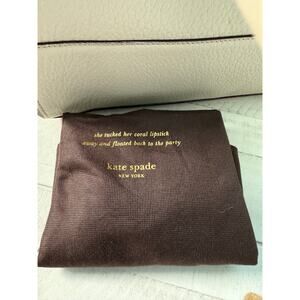 she tucked her coral lipstick
away and floated back to the party
kate spade
NEW YORK